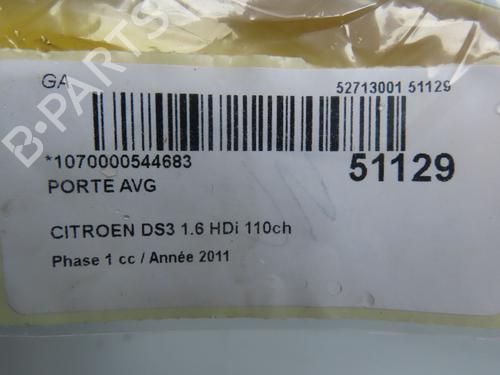 GA
52713001 51129
*1070000544683
51129
PORTE AVG
CITROEN DS3 1.6 HDi 110ch
Phase 1 cc / Année 2011
B-PARTS